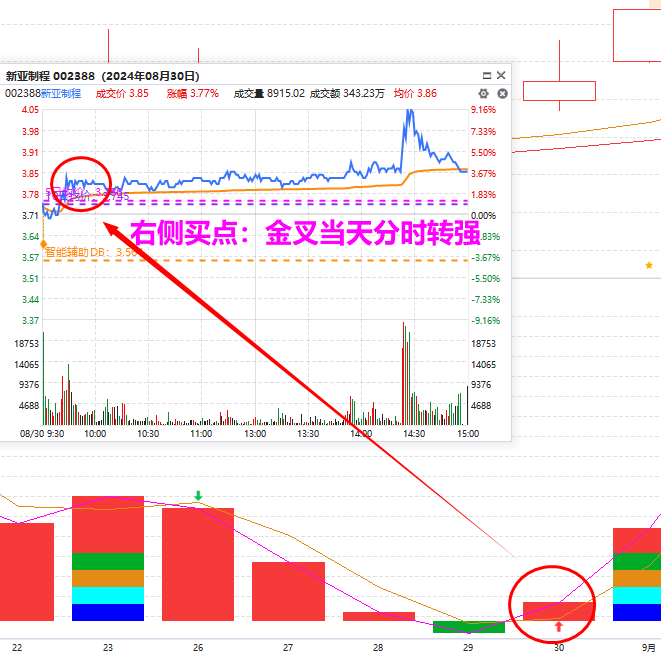 新亚制程 002388（2024年08月30日）
002388新亚制程 成交价 3.85 涨幅 3.77% 成交量 8915.02 成交额 343.23万 均价 3.86
4.05 9.16%
3.98 7.33%
3.91 5.50%
3.85 3.67%
3.78 1.83%
3.71 0.00%
右侧买点：金叉当天分时转强
3.64 .83%
智能辅助DB：3.56
3.57 -3.67%
3.51 -5.50%
3.44 -7.33%
3.37 -9.16%
18753 18753
14065 14065
9376 9376
4688 4688
08/30 9:30 10:00 10:30 11:00 13:00 13:30 14:00 14:30 15:00
22 23 26 27 28 29 30 9月